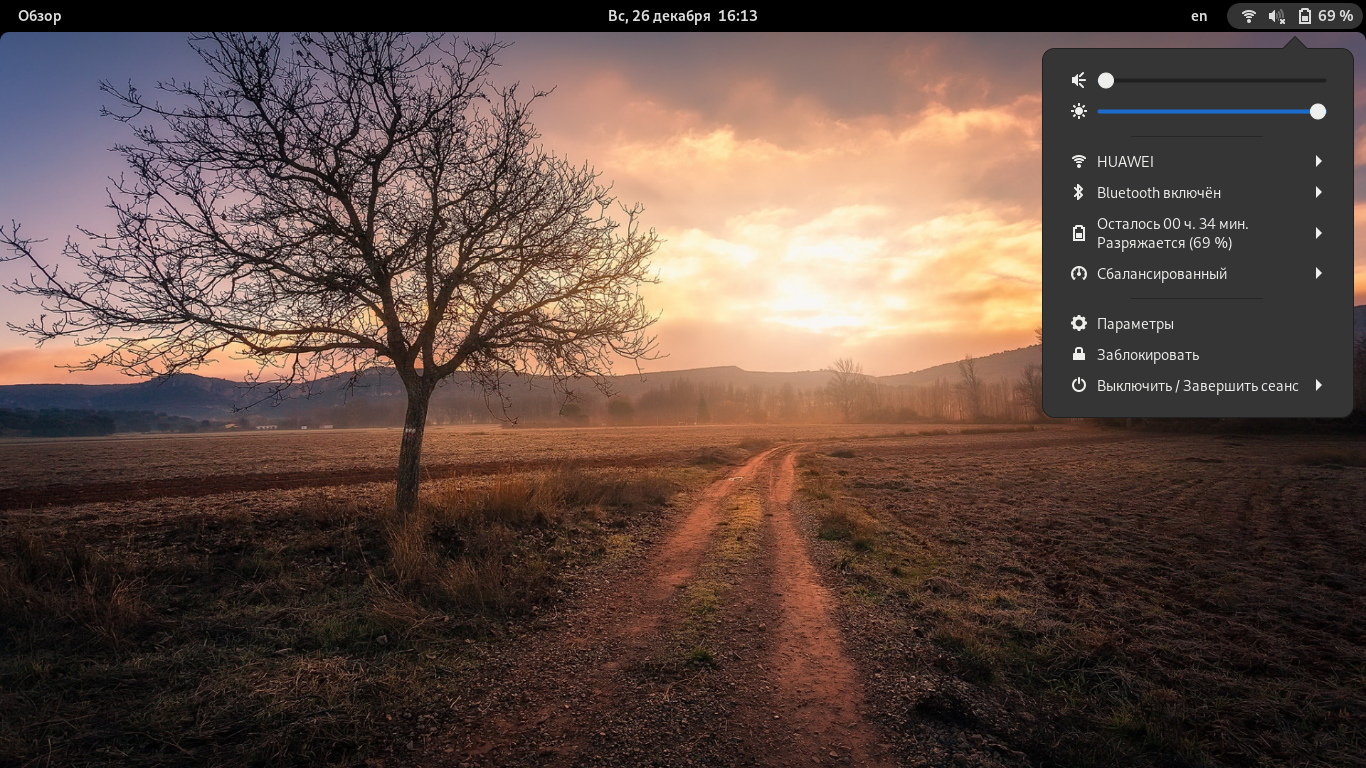 Обзор
Вс, 26 декабря 16:13
en
69 %
HUAWEI
Bluetooth включён
Осталось 00 ч. 34 мин.
Разряжается (69 %)
Сбалансированный
Параметры
Заблокировать
Выключить / Завершить сеанс